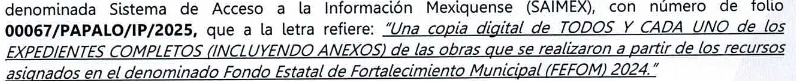 denominada Sistema de Acceso a la Información Mexiquense (SAIMEX), con número de folio
00067/PAPALO/IP/2025, que a la letra refiere: "Una copia digital de TODOS Y CADA UNO de los
EXPEDIENTES COMPLETOS (INCLUYENDO ANEXOS) de las obras que se realizaron a partir de los recursos
asignados en el denominado Fondo Estatal de Fortalecimiento Municipal (FEFOM) 2024."